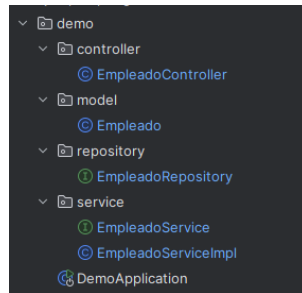 demo
controller
EmpleadoController
model
Empleado
repository
EmpleadoRepository
service
EmpleadoService
EmpleadoServiceImpl
DemoApplication